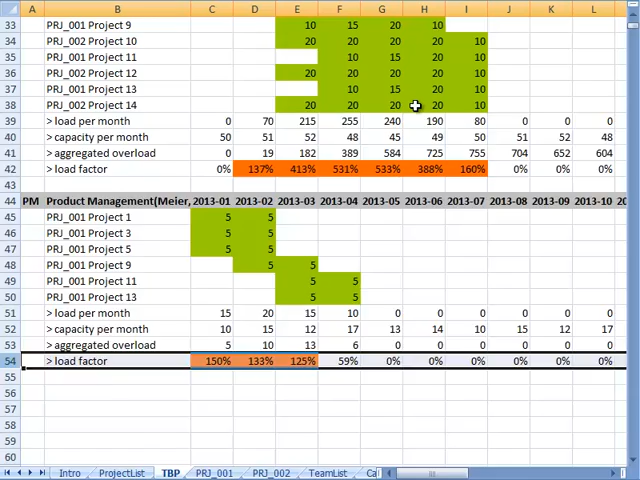 A B C D E F G H I J K L
33 PRJ_001 Project 9 10 15 20 10
34 PRJ_002 Project 10 20 20 20 20 10
35 PRJ_001 Project 11 10 15 20 10
36 PRJ_002 Project 12 20 20 20 20 10
37 PRJ_001 Project 13 10 15 20 10
38 PRJ_002 Project 14 20 20 20 20 10
39 > load per month 0 70 215 255 240 190 80 0 0 0
40 > capacity per month 50 51 52 48 45 49 50 51 52 48
41 > aggregated overload 0 19 182 389 584 725 755 704 652 604
42 > load factor 0% 137% 413% 531% 533% 388% 160% 0% 0% 0%
43
44 PM Product Management(Meier, 2013-01 2013-02 2013-03 2013-04 2013-05 2013-06 2013-07 2013-08 2013-09 2013-10 20
45 PRJ_001 Project 1 5 5
46 PRJ_001 Project 3 5 5
47 PRJ_001 Project 5 5 5
48 PRJ_001 Project 9 5 5
49 PRJ_001 Project 11 5 5
50 PRJ_001 Project 13 5 5
51 > load per month 15 20 15 10 0 0 0 0 0 0
52 > capacity per month 10 15 12 17 13 14 10 15 12 17
53 > aggregated overload 5 10 13 6 0 0 0 0 0 0
54 > load factor 150% 133% 125% 59% 0% 0% 0% 0% 0% 0%
55
56
57
58
59
60
Intro ProjectList TBP PRJ_001 PRJ_002 TeamList Ca